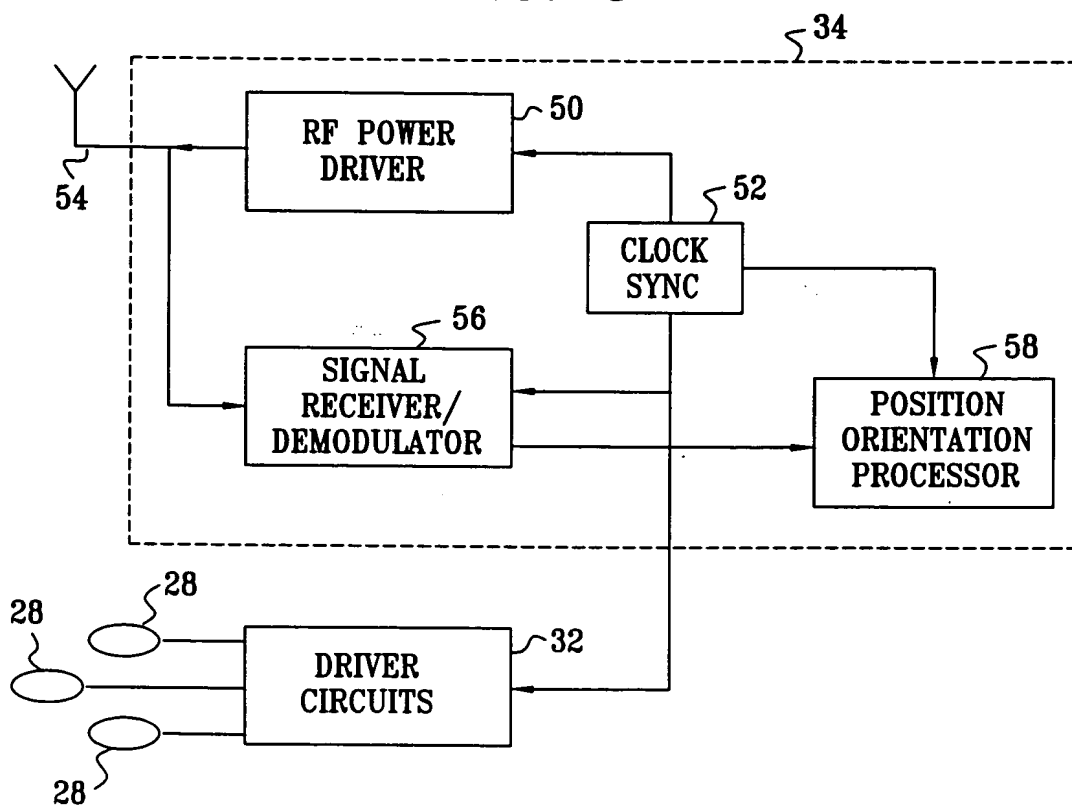 34
RF POWER
DRIVER
50
54
52
CLOCK
SYNC
56
SIGNAL
RECEIVER/
DEMODULATOR
58
POSITION
ORIENTATION
PROCESSOR
28
28
28
32
DRIVER
CIRCUITS